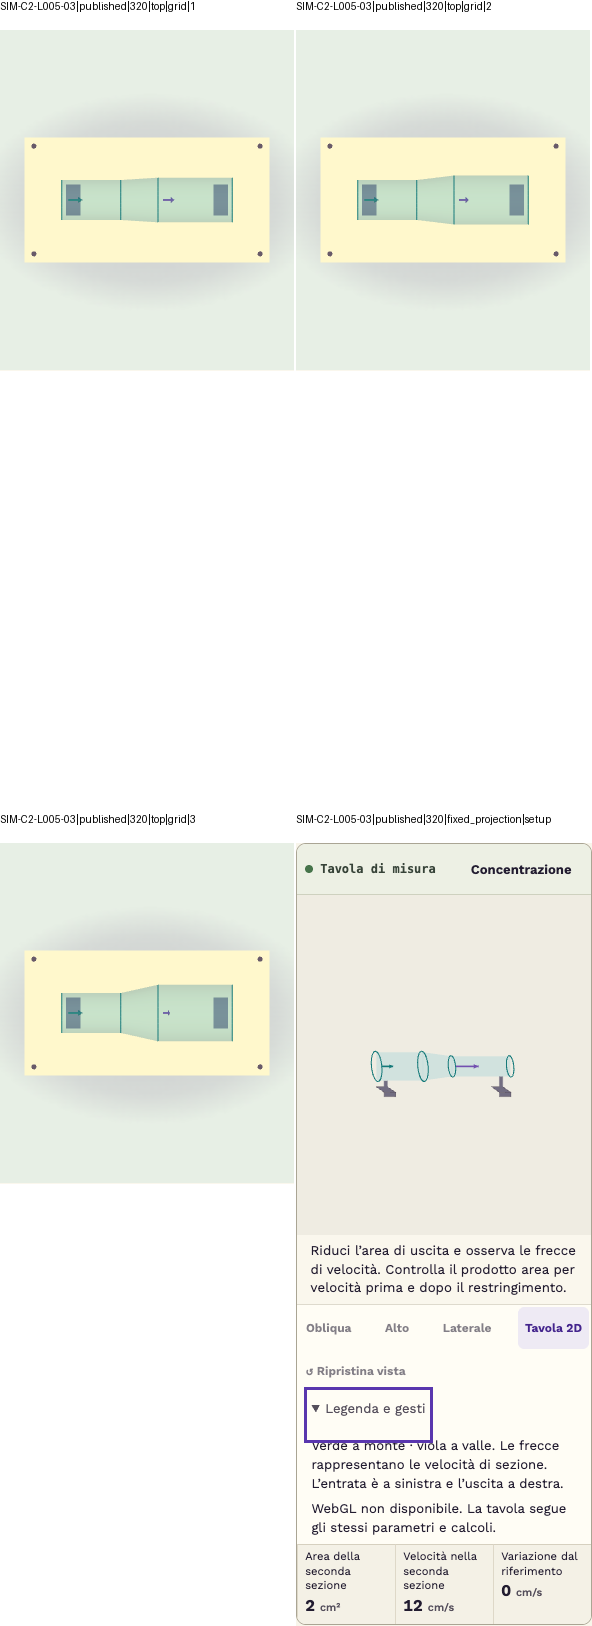 SIM-C2-L005-03|published|320|top|grid|1
SIM-C2-L005-03|published|320|top|grid|2
SIM-C2-L005-03|published|320|top|grid|3
SIM-C2-L005-03|published|320|fixed_projection|setup
Tavola di misura
Concentrazione
Riduci l’area di uscita e osserva le frecce
di velocità. Controlla il prodotto area per
velocità prima e dopo il restringimento.
Obliqua
Alto
Laterale
Tavola 2D
↺ Ripristina vista
▼ Legenda e gesti
Verde a monte · viola a valle. Le frecce
rappresentano le velocità di sezione.
L’entrata è a sinistra e l’uscita a destra.
WebGL non disponibile. La tavola segue
gli stessi parametri e calcoli.
Area della
seconda
sezione
2 cm²
Velocità nella
seconda
sezione
12 cm/s
Variazione dal
riferimento
0 cm/s